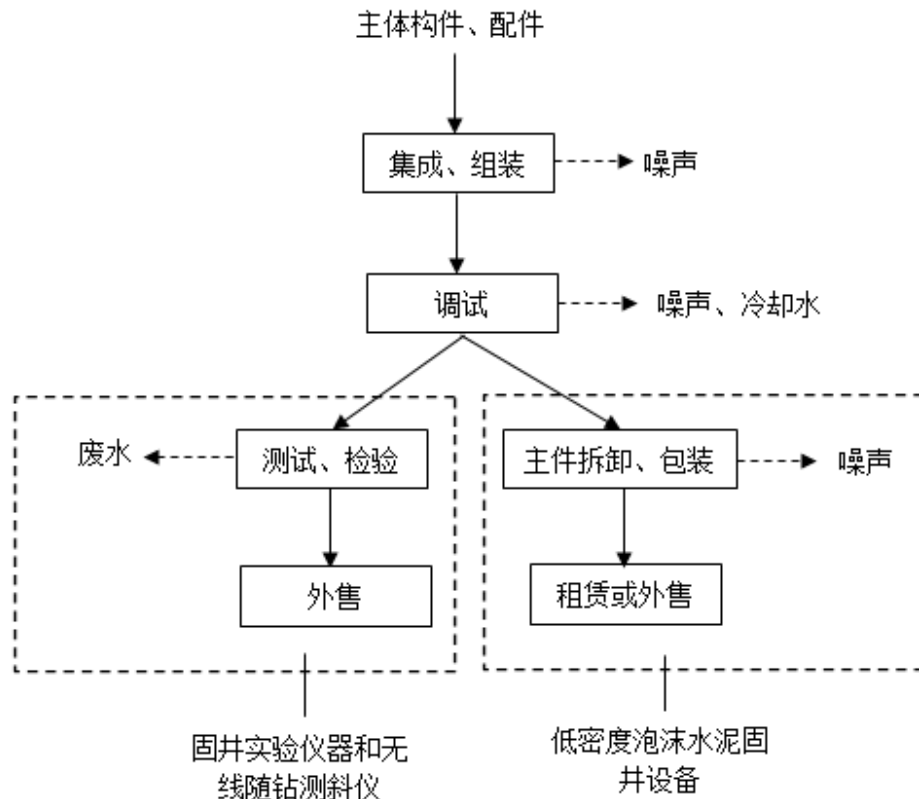 主体构件、配件
集成、组装
噪声
调试
噪声、冷却水
废水
测试、检验
主件拆卸、包装
噪声
外售
租赁或外售
固井实验仪器和无
线随钻测斜仪
低密度泡沫水泥固
井设备